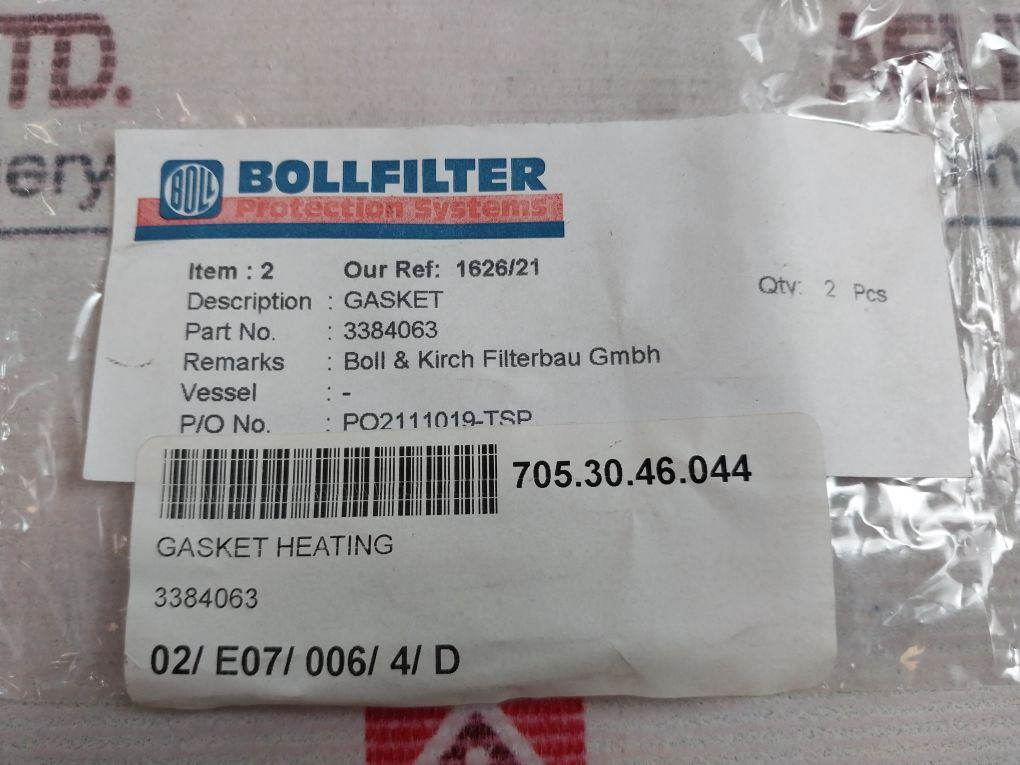 TD.
BOLL
BOLLFILTER
Protection Systems
Item : 2 Our Ref: 1626/21
Description : GASKET
Qty: 2 Pcs
Part No. : 3384063
Remarks : Boll & Kirch Filterbau Gmbh
Vessel : -
P/O No. : PO2111019-TSP
705.30.46.044
GASKET HEATING
3384063
02/ E07/ 006/ 4/ D